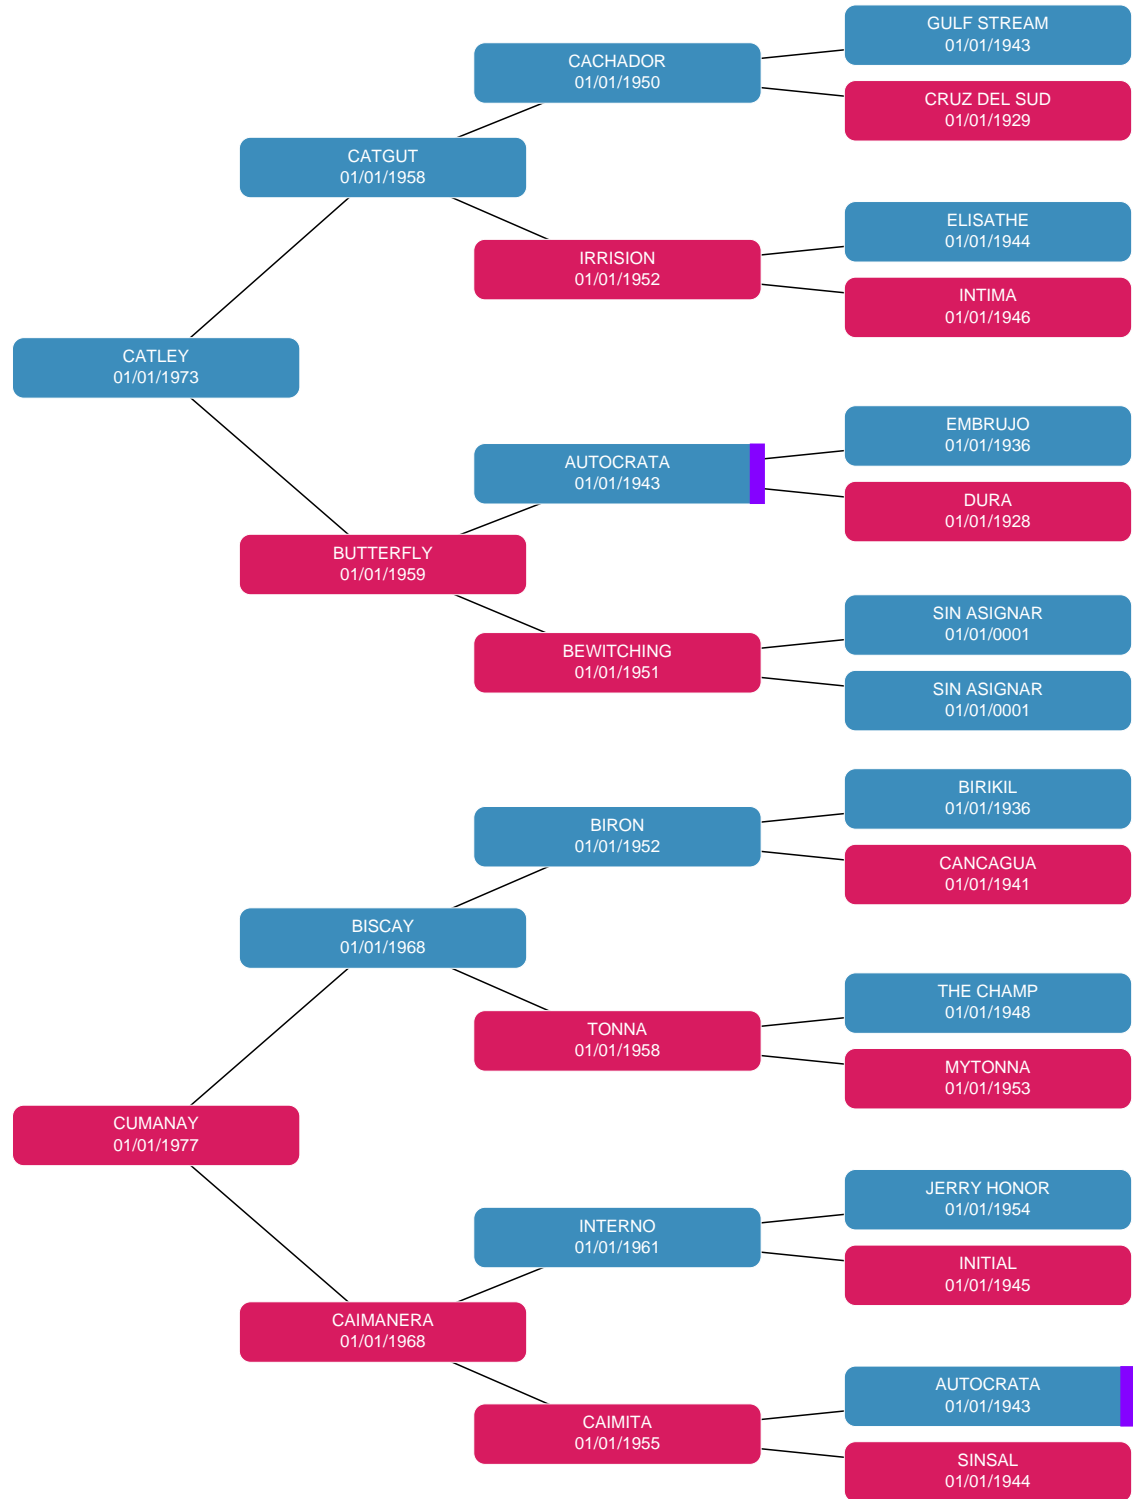 GULF STREAM
01/01/1943
CACHADOR
01/01/1950
CRUZ DEL SUD
01/01/1929
CATGUT
01/01/1958
ELISATHE
01/01/1944
IRRISION
01/01/1952
INTIMA
01/01/1946
CATLEY
01/01/1973
EMBRUJO
01/01/1936
AUTOCRATA
01/01/1943
DURA
01/01/1928
BUTTERFLY
01/01/1959
SIN ASIGNAR
01/01/0001
BEWITCHING
01/01/1951
SIN ASIGNAR
01/01/0001
BIRIKIL
01/01/1936
BIRON
01/01/1952
CANCAGUA
01/01/1941
BISCAY
01/01/1968
THE CHAMP
01/01/1948
TONNA
01/01/1958
MYTONNA
01/01/1953
CUMANAY
01/01/1977
JERRY HONOR
01/01/1954
INTERNO
01/01/1961
INITIAL
01/01/1945
CAIMANERA
01/01/1968
AUTOCRATA
01/01/1943
CAIMITA
01/01/1955
SINSAL
01/01/1944